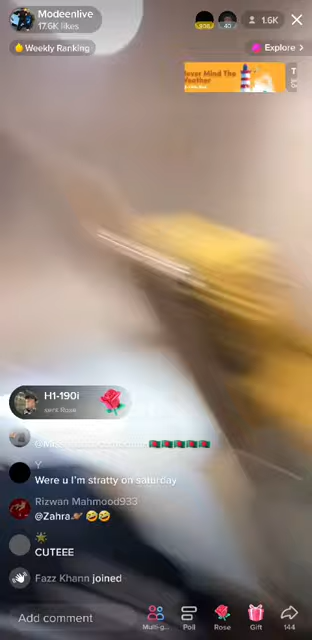 Modeenlive
17.6K likes
1.6K
Weekly Ranking
Explore
Never Mind The
Weather
H1-190i
sent Rose
Y
Were u I'm stratty on saturday
Rizwan Mahmood933
@Zahra🏏 🤣🤣
🌟
CUTEEE
Fazz Khann joined
Add comment
Multi-g...
Poll
Rose
Gift
144